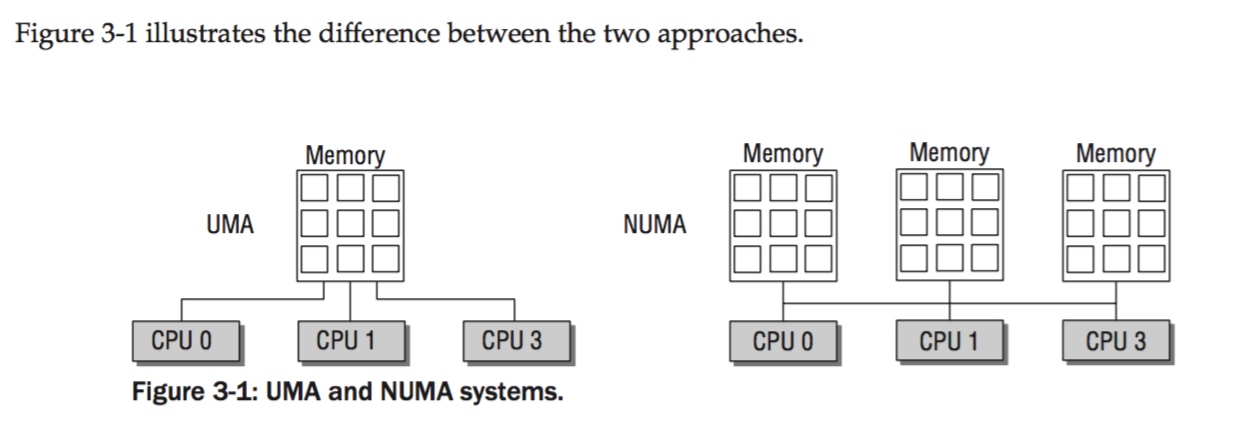 Figure 3-1 illustrates the difference between the two approaches.
Memory
UMA
CPU 0
CPU 1
CPU 3
Memory
Memory
Memory
NUMA
CPU 0
CPU 1
CPU 3
Figure 3-1: UMA and NUMA systems.